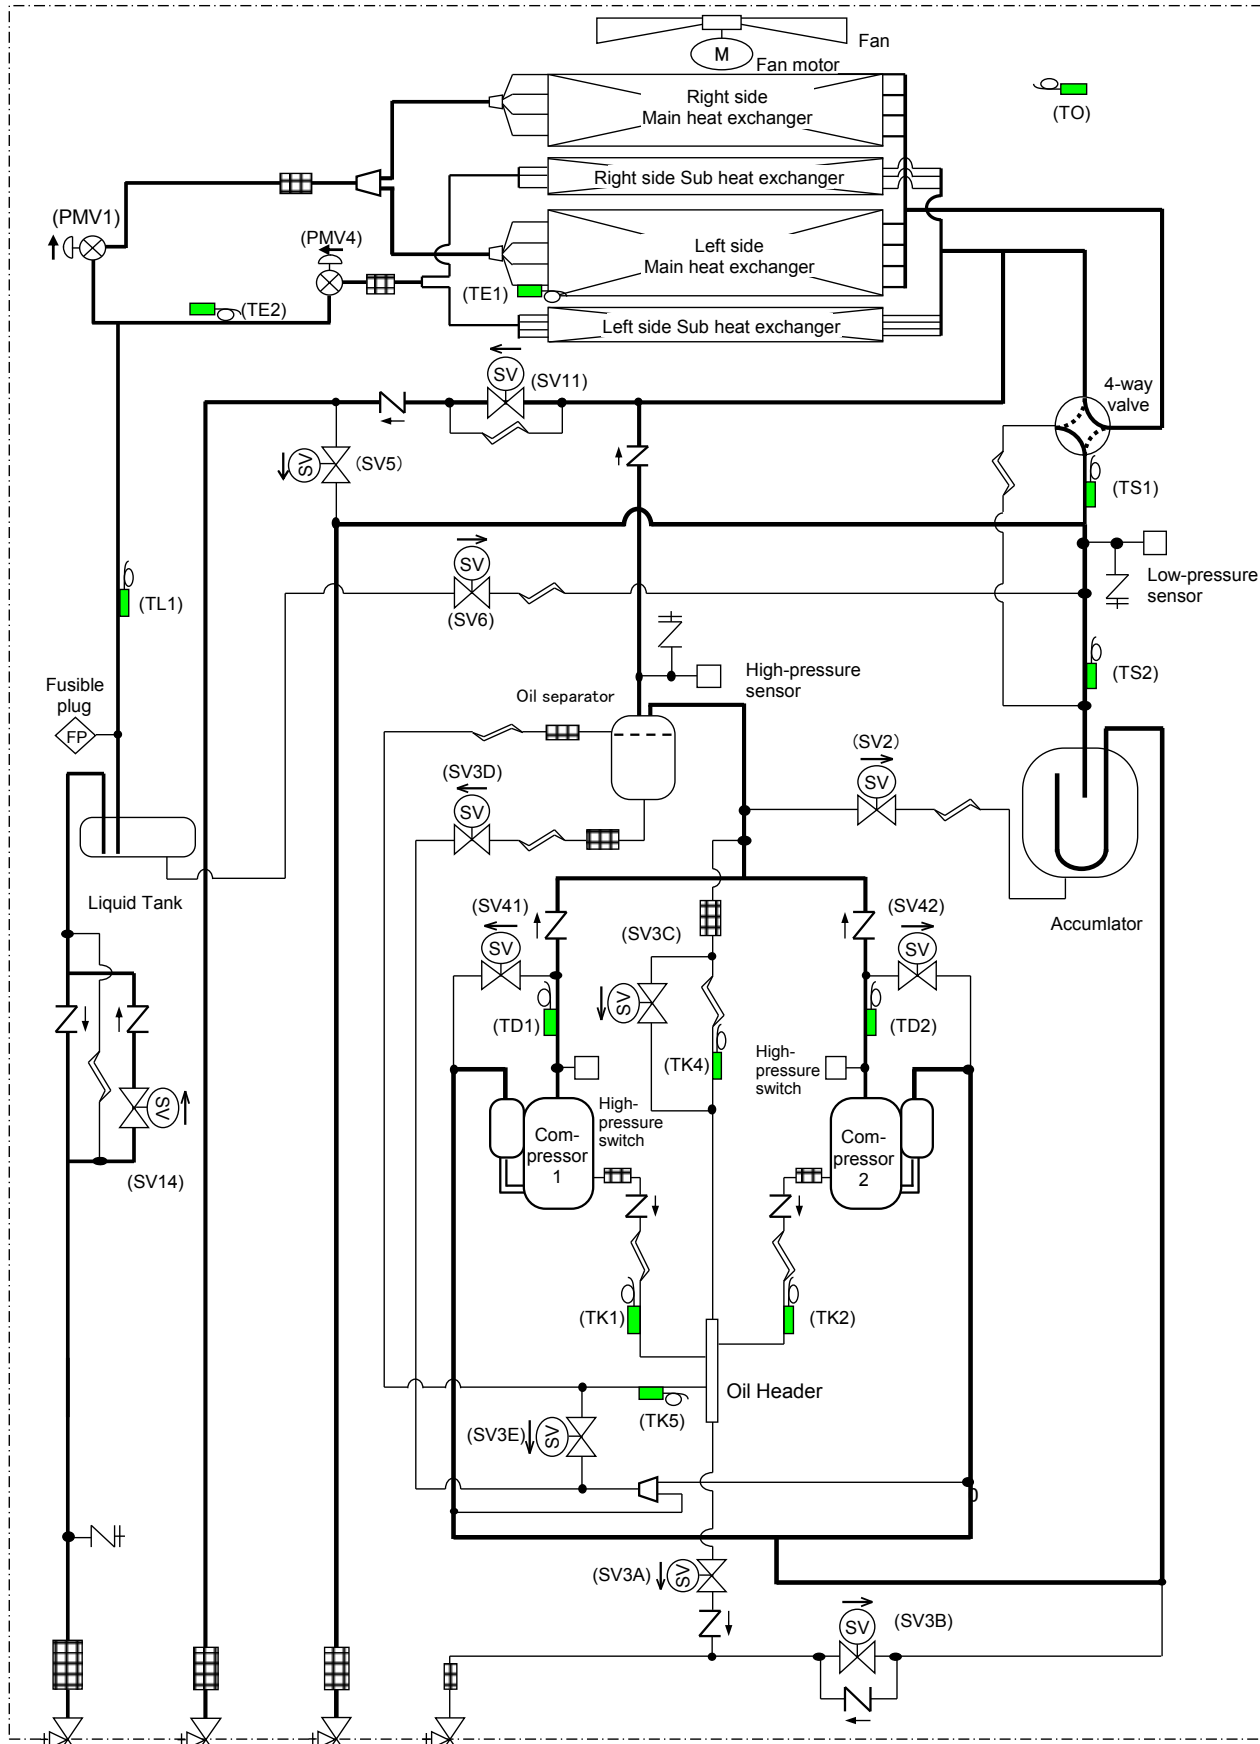 Fan
M
Fan motor
Right side
Main heat exchanger
(TO)
Right side Sub heat exchanger
(PMV1)
(PMV4)
Left side
Main heat exchanger
(TE1)
(TE2)
Left side Sub heat exchanger
SV
(SV11)
4-way
valve
SV
(SV5)
(TS1)
SV
(SV6)
Low-pressure
sensor
(TL1)
High-pressure
sensor
(TS2)
Fusible
plug
FP
Oil separator
(SV2)
SV
(SV3D)
SV
Liquid Tank
Accumlator
(SV41)
SV
(SV3C)
SV
(SV42)
SV
(TD1)
(TD2)
(TK4)
High-
pressure
switch
High-
pressure
switch
SV
(SV14)
Com-
pressor
1
Com-
pressor
2
(TK1)
(TK2)
Oil Header
(TK5)
(SV3E)
SV
(SV3A)
SV
SV
(SV3B)